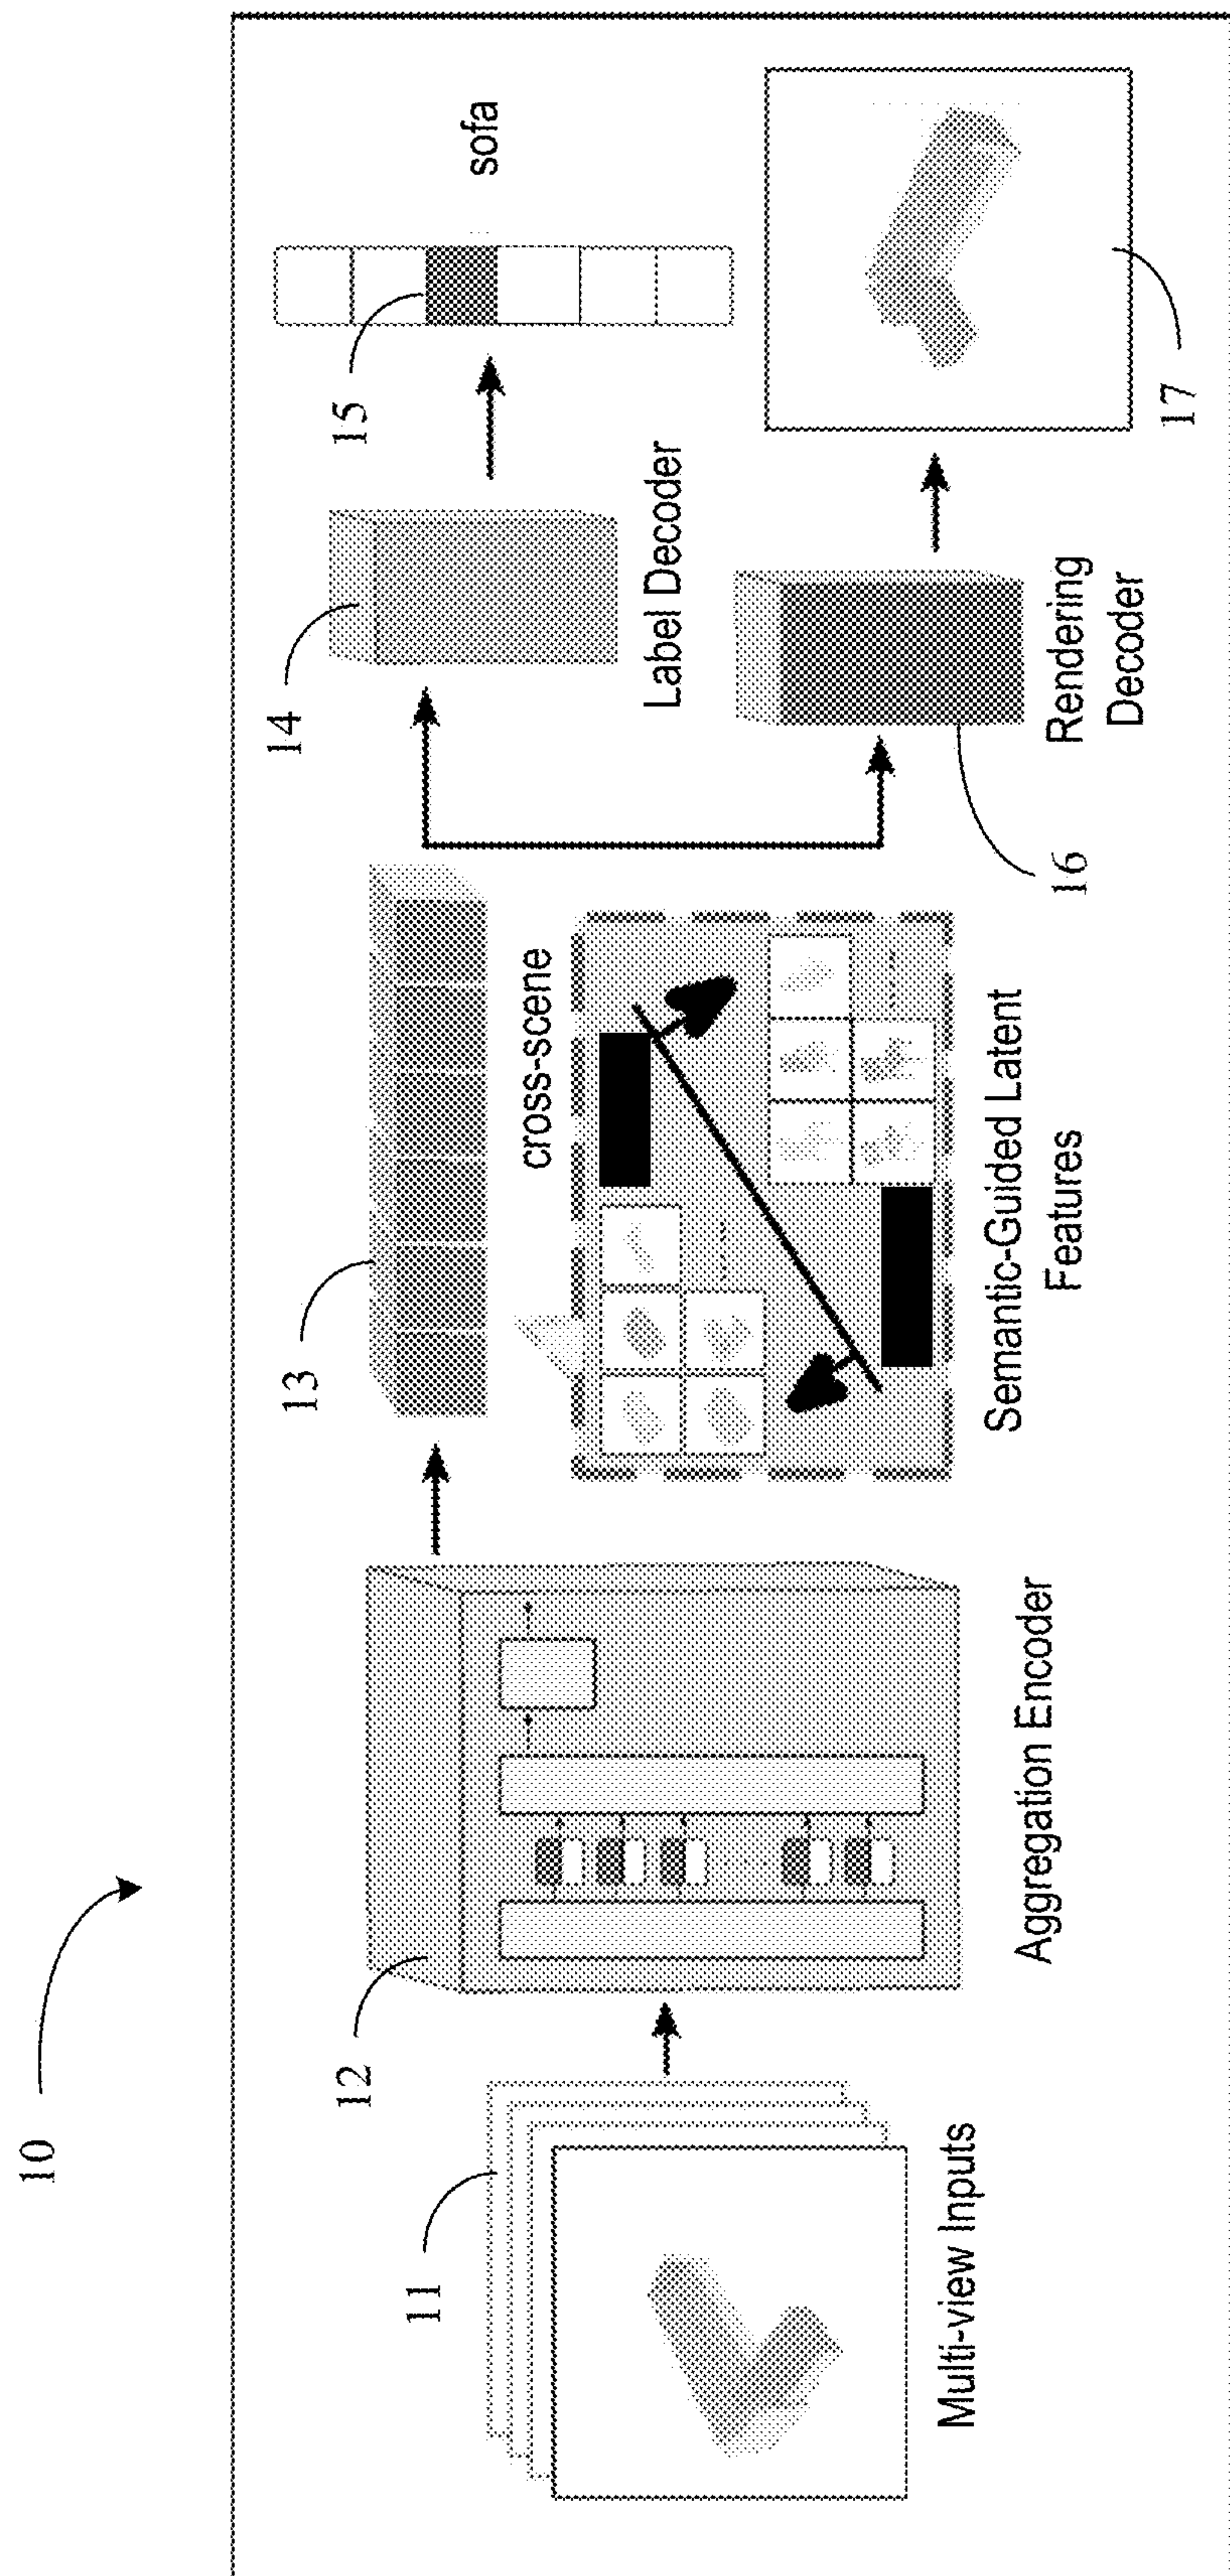 10
11
Multi-view Inputs
12
Aggregation Encoder
13
cross-scene
Semantic-Guided Latent
Features
14
Label Decoder
15
sofa
16
Rendering
Decoder
17